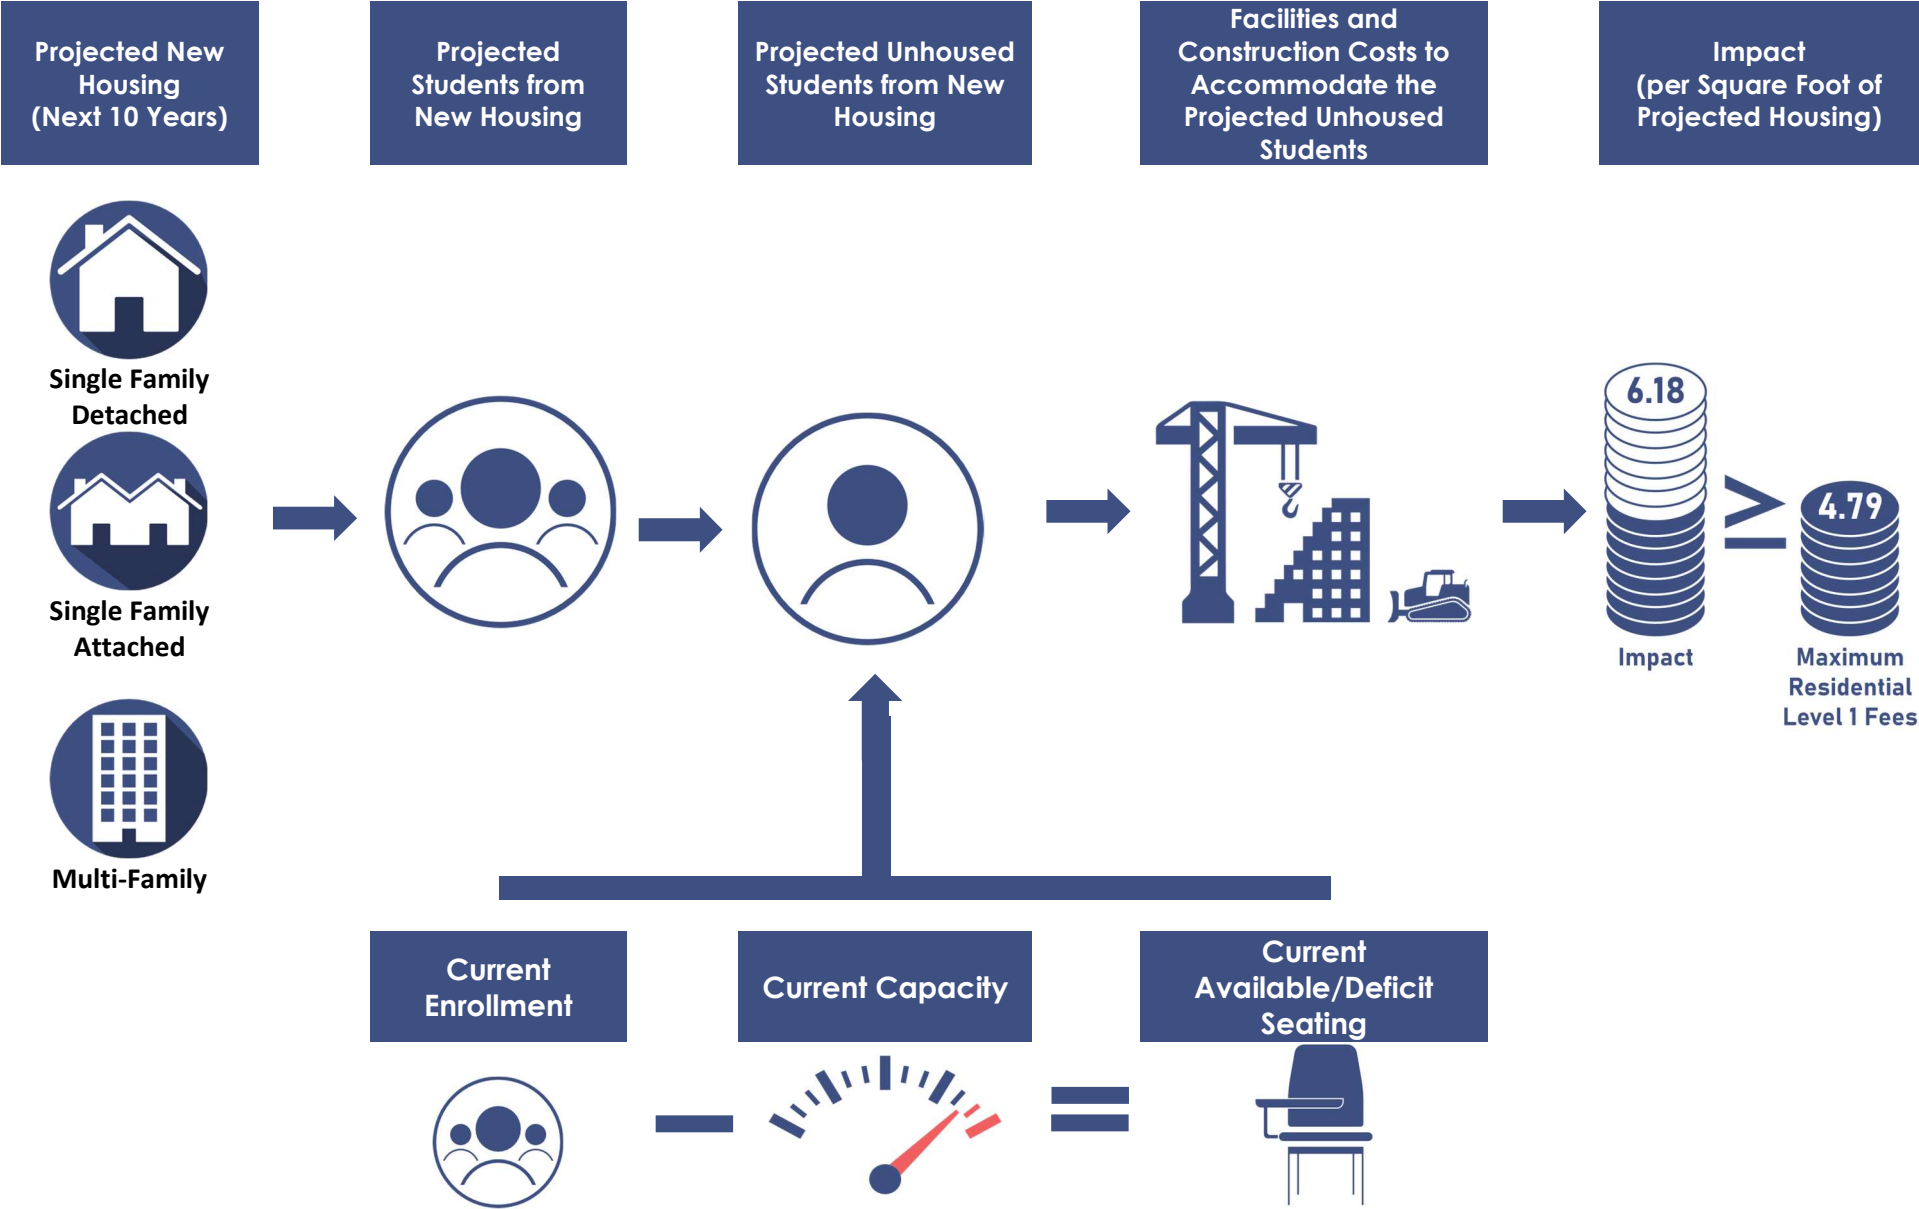 Projected New
Housing
(Next 10 Years)
Projected
Students from
New Housing
Projected Unhoused
Students from New
Housing
Facilities and
Construction Costs to
Accommodate the
Projected Unhoused
Students
Impact
(per Square Foot of
Projected Housing)
Single Family
Detached
Single Family
Attached
Multi-Family
6.18
≥
4.79
Impact
Maximum
Residential
Level 1 Fees
Current
Enrollment
Current Capacity
Current
Available/Deficit
Seating